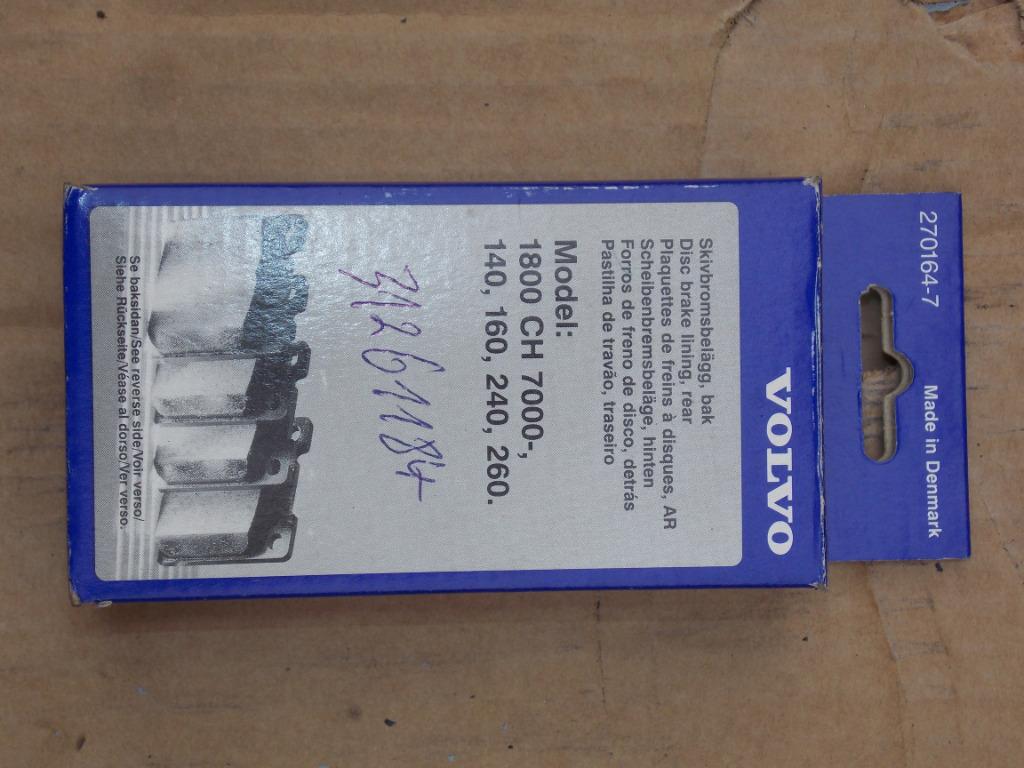 270164-7
Made in Denmark
VOLVO
Skivbromsbelägg, bak
Disc brake lining, rear
Plaquettes de freins à disques, AR
Scheibenbremsbeläge, hinten
Forros de freno de disco, detrás
Pastilha de travão, traseiro
Model:
1800 CH 7000-,
140, 160, 240, 260.
31261184
Se baksidan/See reverse side/Voir verso/
Siehe Rückseite/Véase al dorso/Ver verso.